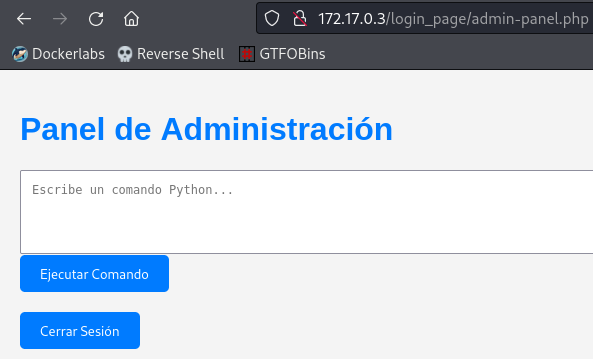 172.17.0.3/login_page/admin-panel.php
Dockerlabs Reverse Shell GTFOBins
Panel de Administración
Escribe un comando Python...
Ejecutar Comando
Cerrar Sesión